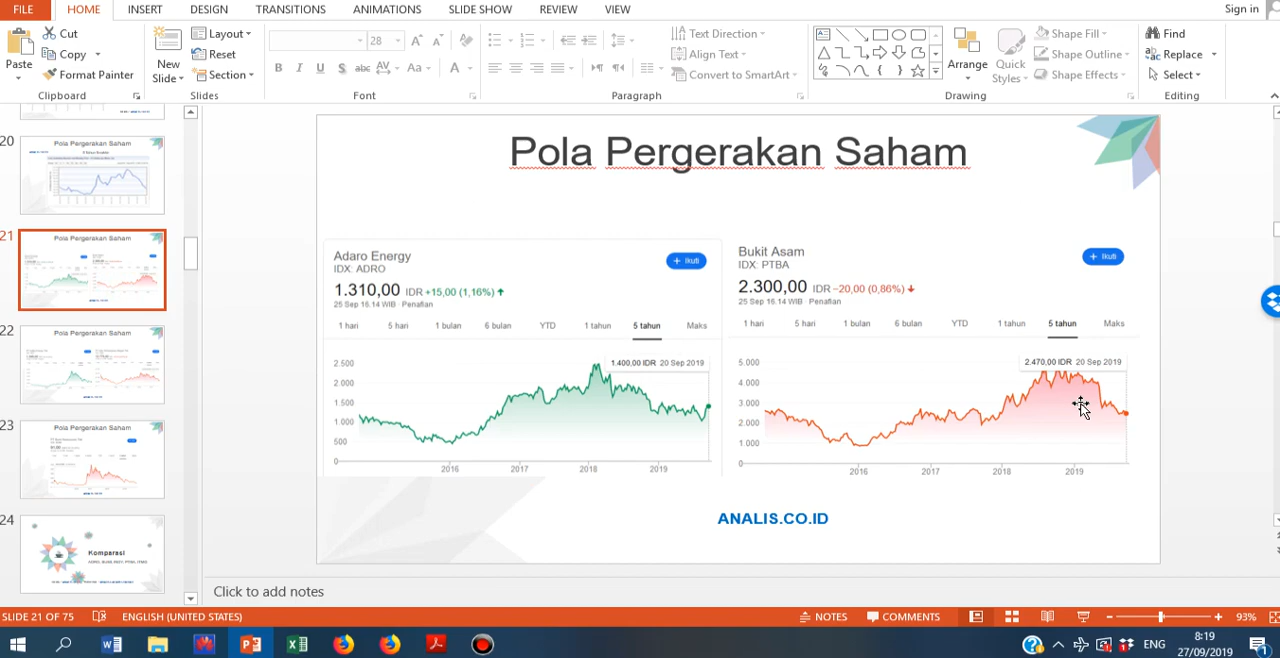 FILE HOME INSERT DESIGN TRANSITIONS ANIMATIONS SLIDE SHOW REVIEW VIEW Sign in
Paste
Cut
Copy
Format Painter
Clipboard
New Slide
Layout
Reset
Section
Slides
28
B I U S abc AV Aa A
Font
Text Direction
Align Text
Convert to SmartArt
Paragraph
Arrange
Quick Styles
Shape Fill
Shape Outline
Shape Effects
Drawing
Find
Replace
Select
Editing
20
Pola Pergerakan Saham
21
Pola Pergerakan Saham
22
Pola Pergerakan Saham
23
Pola Pergerakan Saham
24
Komparasi
Pola Pergerakan Saham
Adaro Energy
IDX: ADRO
+ Ikuti
1.310,00 IDR +15,00 (1,16%) ↑
25 Sep 16.14 WIB · Penafian
1 hari 5 hari 1 bulan 6 bulan YTD 1 tahun 5 tahun Maks
1.400,00 IDR 20 Sep 2019
2.500
2.000
1.500
1.000
500
0
2016 2017 2018 2019
Bukit Asam
IDX: PTBA
+ Ikuti
2.300,00 IDR −20,00 (0,86%) ↓
25 Sep 16.14 WIB · Penafian
1 hari 5 hari 1 bulan 6 bulan YTD 1 tahun 5 tahun Maks
2.470,00 IDR 20 Sep 2019
5.000
4.000
3.000
2.000
1.000
0
2016 2017 2018 2019
ANALIS.CO.ID
Click to add notes
SLIDE 21 OF 75 ENGLISH (UNITED STATES) NOTES COMMENTS 93%
ENG
8:19
27/09/2019